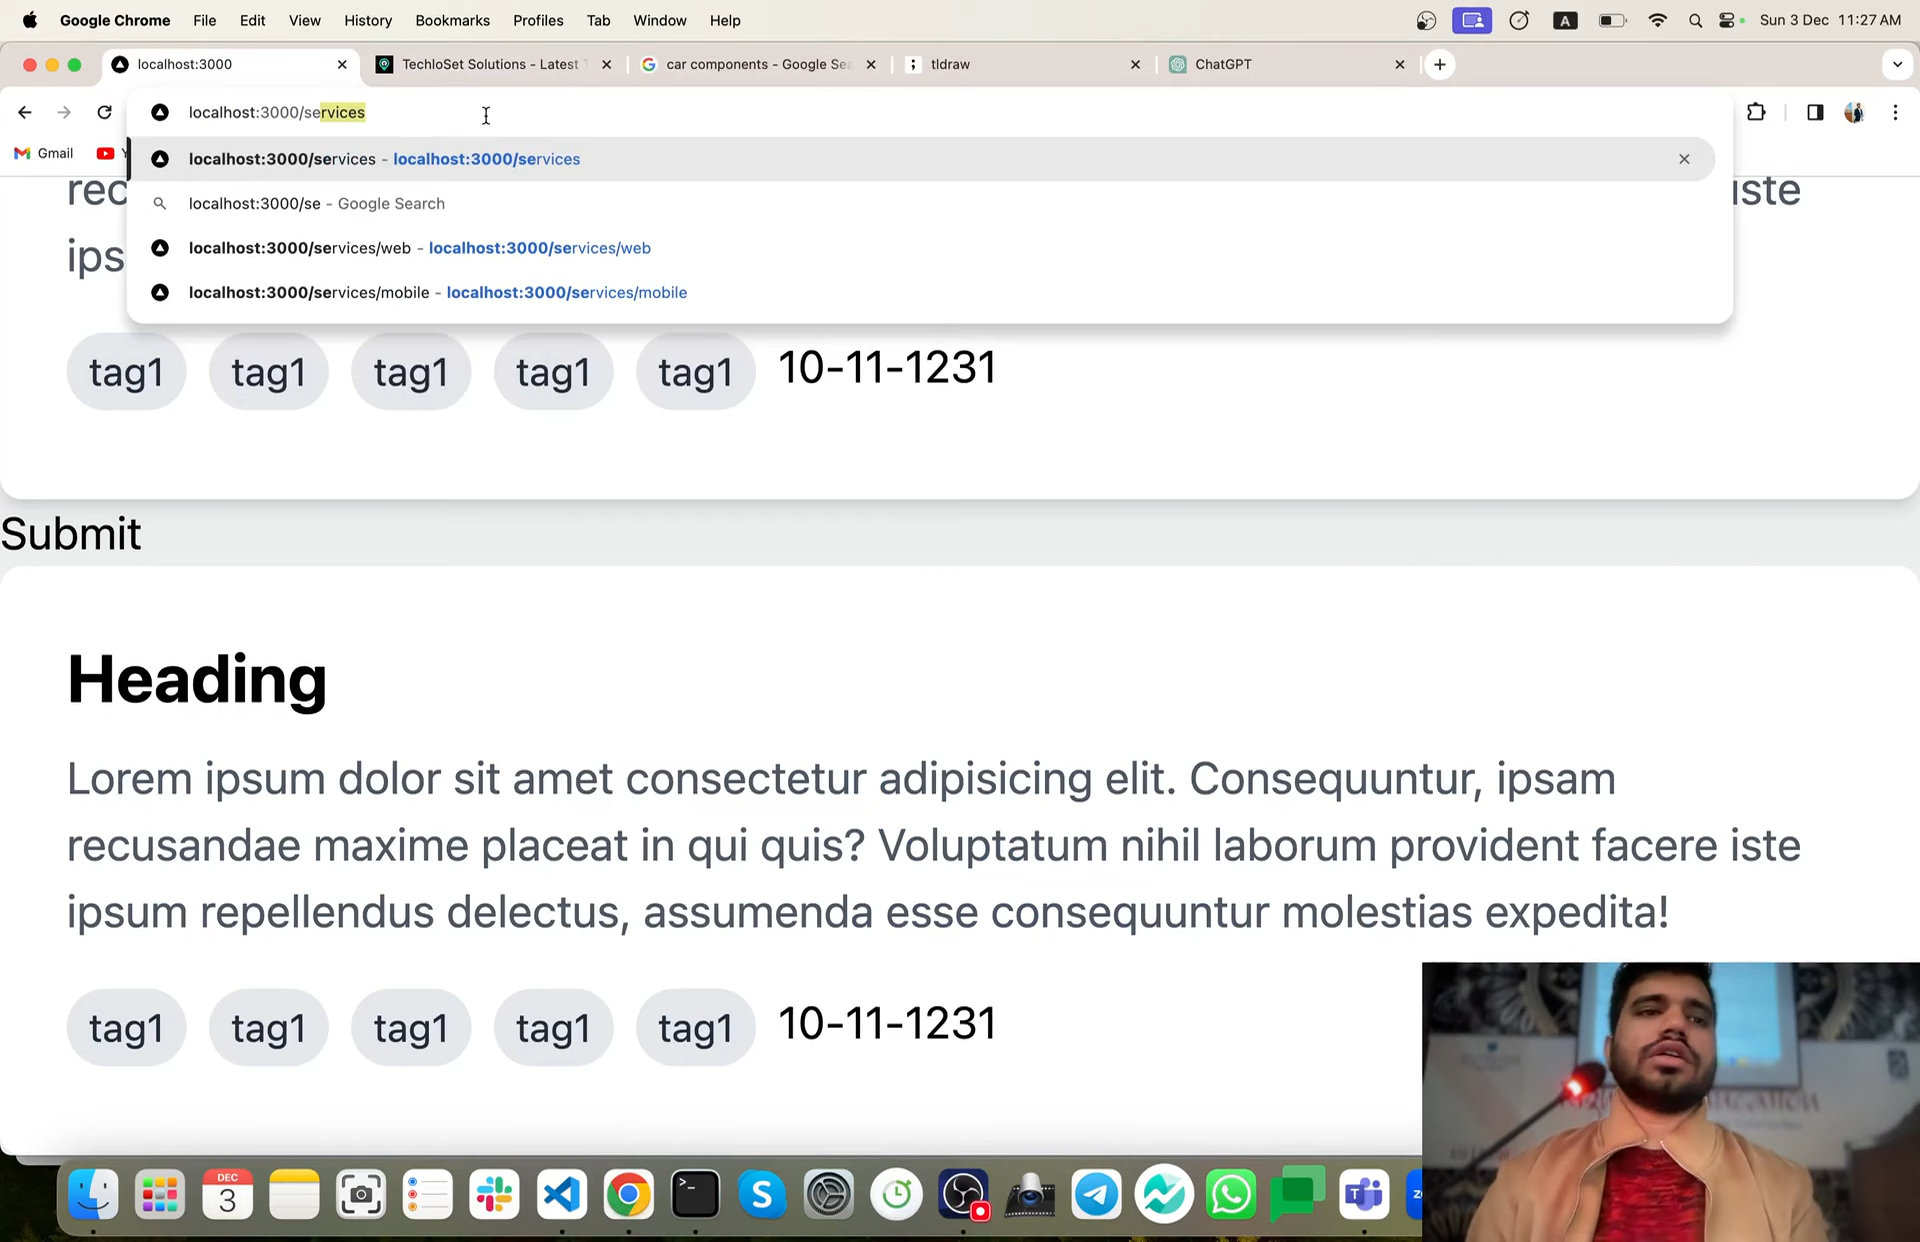 Google Chrome File Edit View History Bookmarks Profiles Tab Window Help A Sun 3 Dec 11:27 AM
localhost:3000 TechloSet Solutions - Latest car components - Google Sea tldraw ChatGPT
localhost:3000/services
Gmail
localhost:3000/services - localhost:3000/services
localhost:3000/se - Google Search
localhost:3000/services/web - localhost:3000/services/web
localhost:3000/services/mobile - localhost:3000/services/mobile
rec iste
ips
tag1 tag1 tag1 tag1 tag1 10-11-1231
Submit
Heading
Lorem ipsum dolor sit amet consectetur adipisicing elit. Consequuntur, ipsam
recusandae maxime placeat in qui quis? Voluptatum nihil laborum provident facere iste
ipsum repellendus delectus, assumenda esse consequuntur molestias expedita!
tag1 tag1 tag1 tag1 tag1 10-11-1231
DEC
3